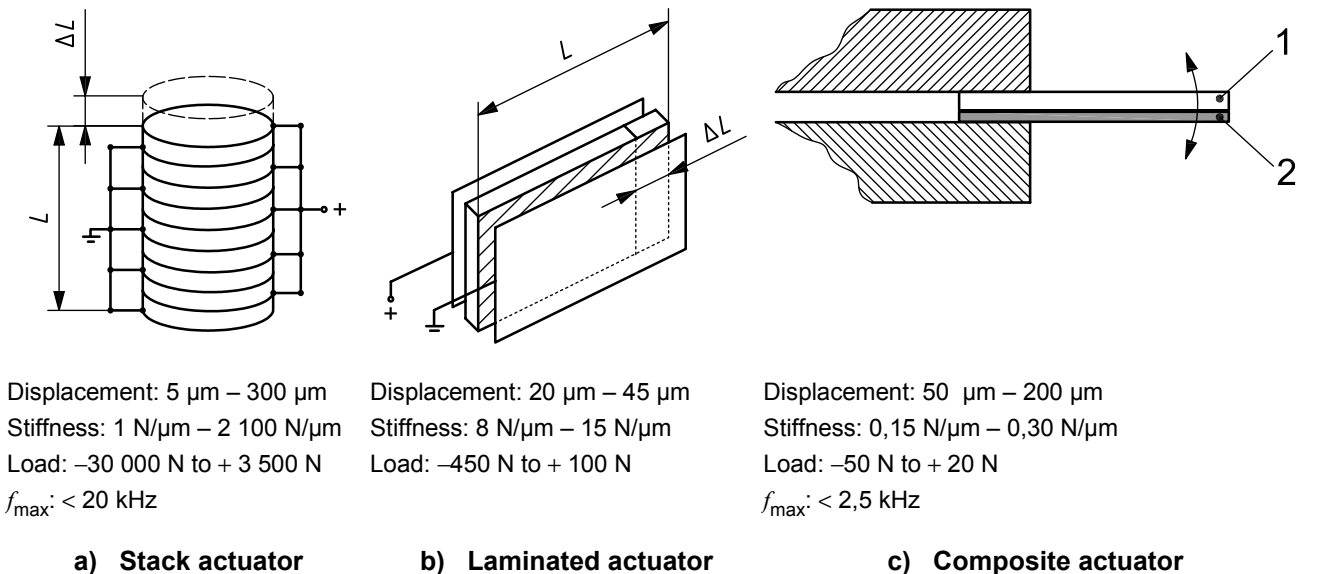 ΔL
L
+
L
ΔL
+
1
2
Displacement: 5 µm – 300 µm
Stiffness: 1 N/µm – 2 100 N/µm
Load: –30 000 N to + 3 500 N
fmax: < 20 kHz
a) Stack actuator
Displacement: 20 µm – 45 µm
Stiffness: 8 N/µm – 15 N/µm
Load: –450 N to + 100 N
b) Laminated actuator
Displacement: 50 µm – 200 µm
Stiffness: 0,15 N/µm – 0,30 N/µm
Load: –50 N to + 20 N
fmax: < 2,5 kHz
c) Composite actuator